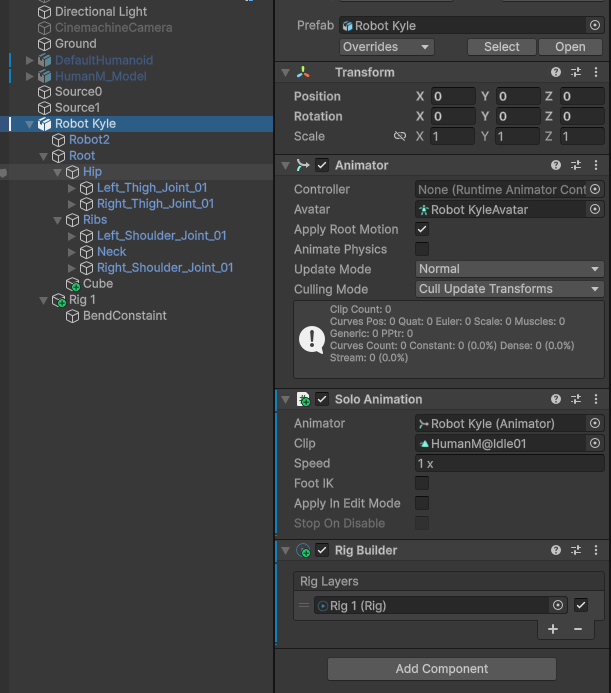 Directional Light
CinemachineCamera
Ground
DefaultHumanoid
HumanM_Model
Source0
Source1
Robot Kyle
Robot2
Root
Hip
Left_Thigh_Joint_01
Right_Thigh_Joint_01
Ribs
Left_Shoulder_Joint_01
Neck
Right_Shoulder_Joint_01
Cube
Rig 1
BendConstaint
Prefab Robot Kyle
Overrides Select Open
Transform
Position X 0 Y 0 Z 0
Rotation X 0 Y 0 Z 0
Scale X 1 Y 1 Z 1
Animator
Controller None (Runtime Animator Cont
Avatar Robot KyleAvatar
Apply Root Motion
Animate Physics
Update Mode Normal
Culling Mode Cull Update Transforms
Clip Count: 0
Curves Pos: 0 Quat: 0 Euler: 0 Scale: 0 Muscles: 0
Generic: 0 PPtr: 0
Curves Count: 0 Constant: 0 (0.0%) Dense: 0 (0.0%)
Stream: 0 (0.0%)
Solo Animation
Animator Robot Kyle (Animator)
Clip HumanM@Idle01
Speed 1 x
Foot IK
Apply In Edit Mode
Stop On Disable
Rig Builder
Rig Layers
Rig 1 (Rig)
+ −
Add Component